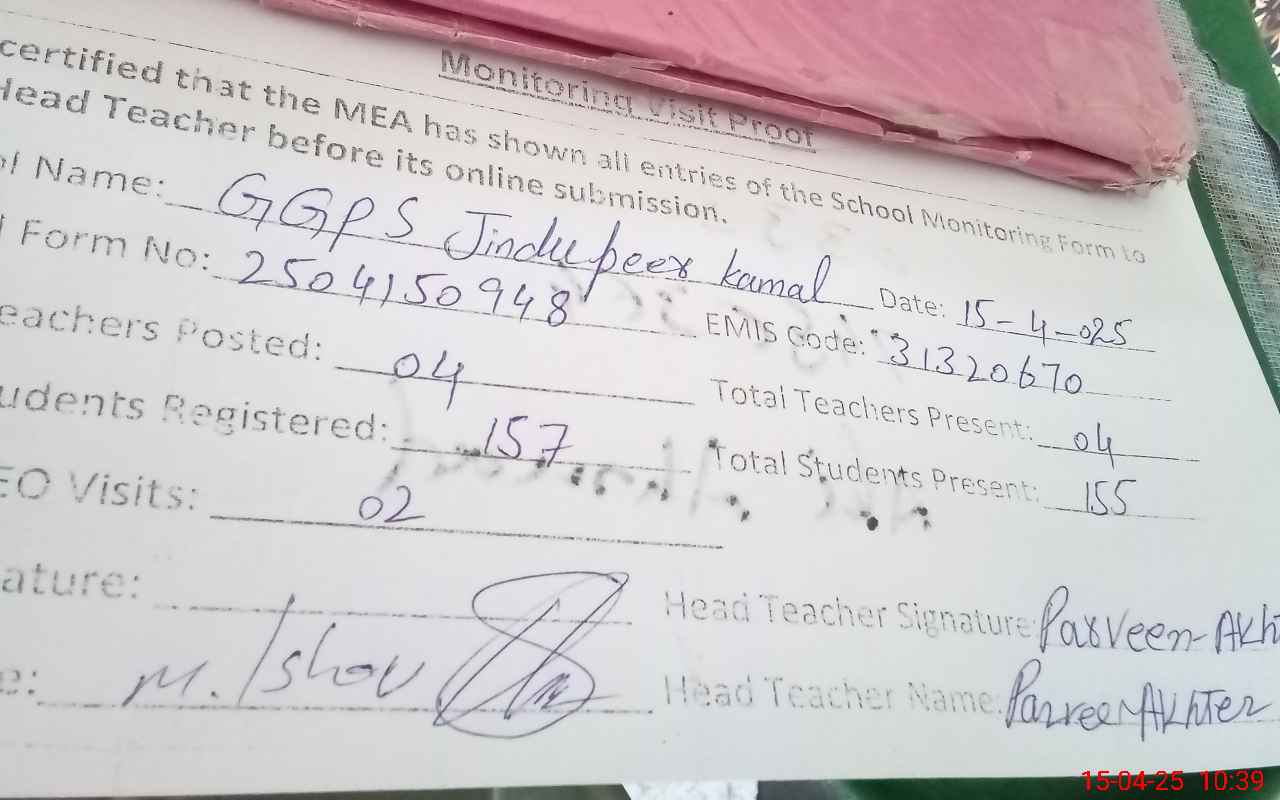 Monitoring Visit Proof
certified that the MEA has shown all entries of the School Monitoring Form to
Head Teacher before its online submission.
Name: GGPS Jindupeer kamal Date: 15-4-025
Form No: 2504150948 EMIS Code: 31320670
eachers Posted: 04 Total Teachers Present: 04
udents Registered: 157 Total Students Present: 155
EO Visits: 02
ature: Head Teacher Signature: Parveen Akh
e: M. Head Teacher Name: Parveen Akhter
15-04-25 10:39